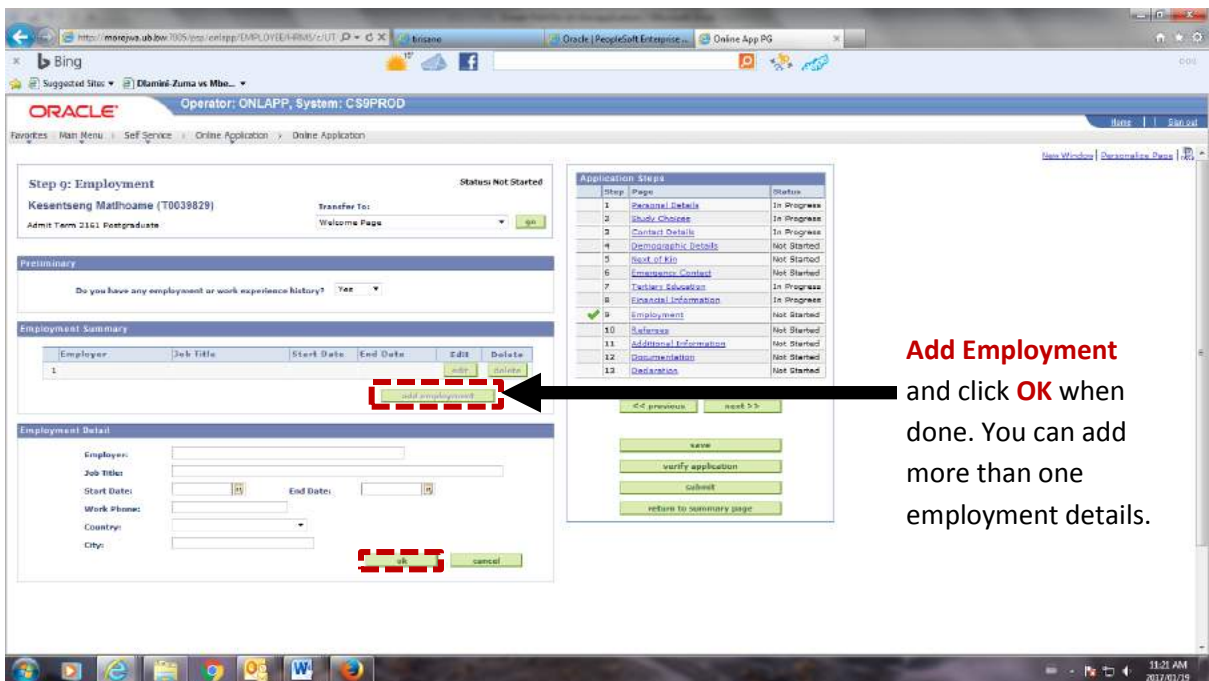 Oracle | PeopleSoft Enterprise ...
Online App PG
Bing
Suggested Sites
Dlamini-Zuma vs Mbe...
ORACLE
Operator: ONLAPP, System: CS9PROD
Home | Sign out
Favorites Main Menu Self Service Online Application > Online Application
New Window | Personalize Page
Step 9: Employment
Status: Not Started
Kesentseng Matlhoame (T0039829)
Transfer To:
Admit Term 2161 Postgraduate
Welcome Page
go
Preliminary
Do you have any employment or work experience history? Yes
Employment Summary
Employer Job Title Start Date End Date Edit Delete
1 edit delete
add employment
Employment Detail
Employer:
Job Title:
Start Date: End Date:
Work Phone:
Country:
City:
ok cancel
Application Steps
Step Page Status
1 Personal Details In Progress
2 Study Choices In Progress
3 Contact Details In Progress
4 Demographic Details Not Started
5 Next of Kin Not Started
6 Emergency Contact Not Started
7 Tertiary Education In Progress
8 Financial Information In Progress
9 Employment Not Started
10 Referees Not Started
11 Additional Information Not Started
12 Documentation Not Started
13 Declaration Not Started
<< previous next >>
save
verify application
submit
return to summary page
Add Employment
and click OK when
done. You can add
more than one
employment details.
11:21 AM
2017/01/19